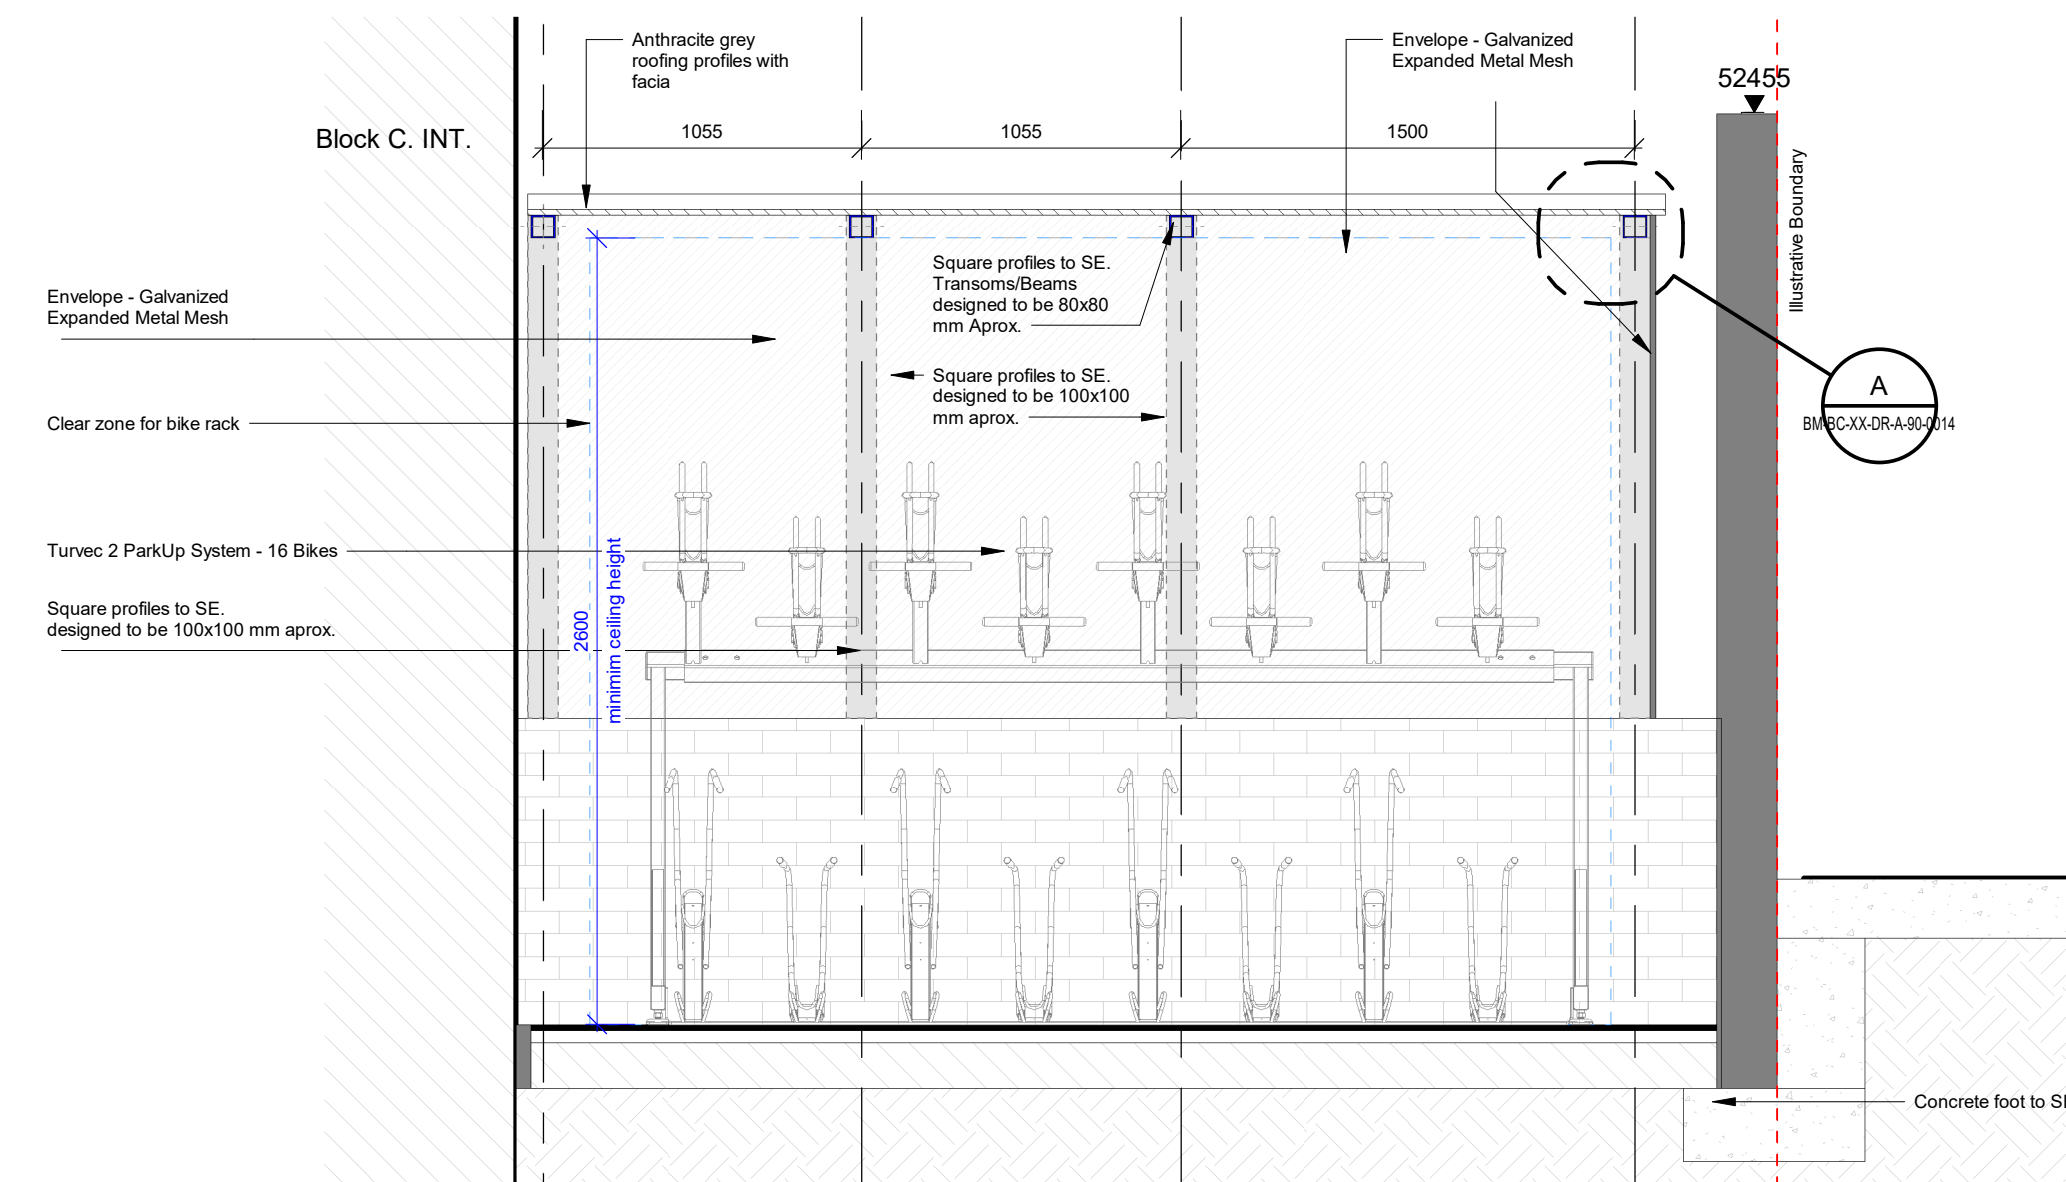 Anthracite grey
roofing profiles with
facia
Envelope - Galvanized
Expanded Metal Mesh
52455
Block C. INT.
1055
1055
1500
Illustrative Boundary
Square profiles to SE.
Transoms/Beams
designed to be 80x80
mm Aprox.
Envelope - Galvanized
Expanded Metal Mesh
Square profiles to SE.
designed to be 100x100
mm aprox.
A
BM-BC-XX-DR-A-90-0014
Clear zone for bike rack
Turvec 2 ParkUp System - 16 Bikes
Square profiles to SE.
designed to be 100x100 mm aprox.
2600
minimim ceiling height
Concrete foot to